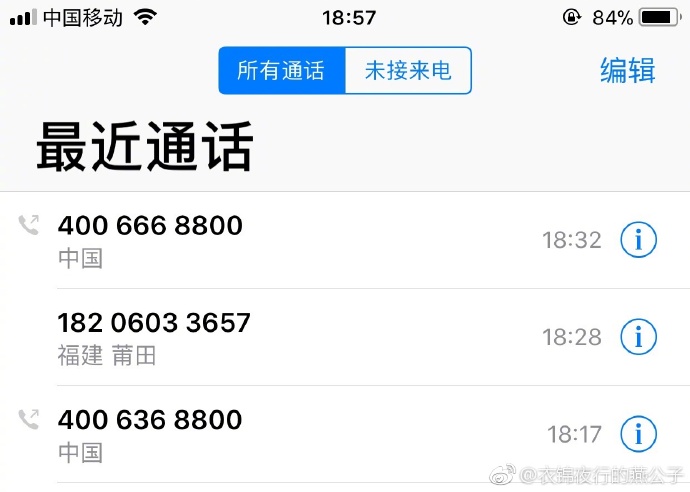 中国移动 18:57 84%
所有通话 未接来电 编辑
最近通话
400 666 8800 18:32
中国
182 0603 3657 18:28
福建 莆田
400 636 8800 18:17
中国
@衣锦夜行的燕公子